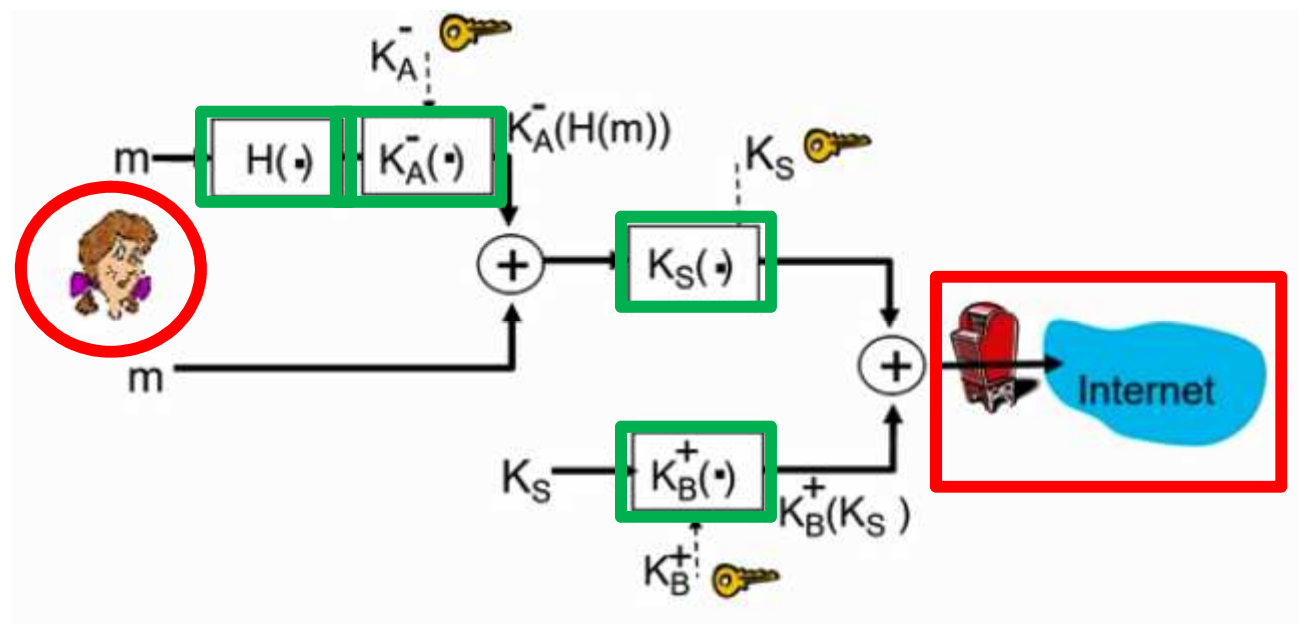 K_A^-
m
H(·)
K_A^-(·)
K_A^-(H(m))
K_S
+
K_S(·)
m
+
Internet
K_S
K_B^+(·)
K_B^+(K_S )
K_B^+